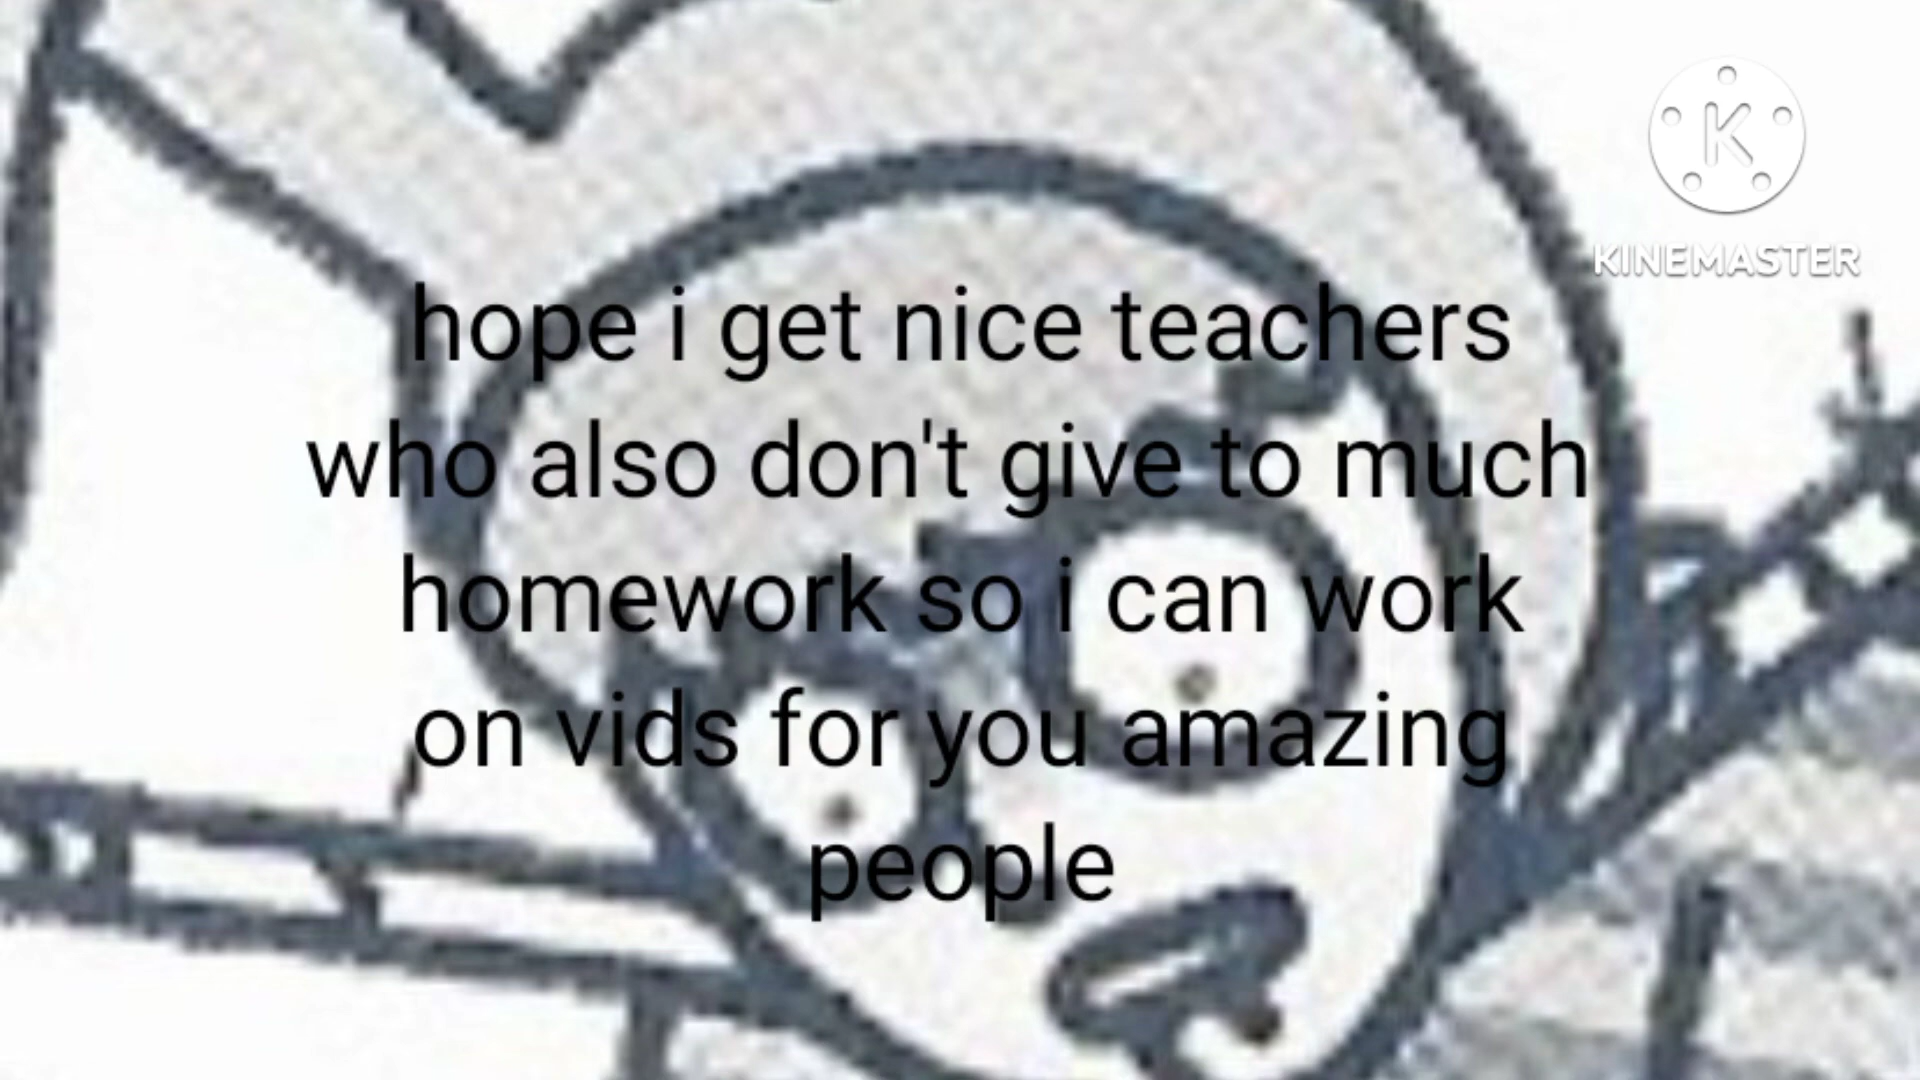 K
KINEMASTER
hope i get nice teachers
who also don't give to much
homework so i can work
on vids for you amazing
people